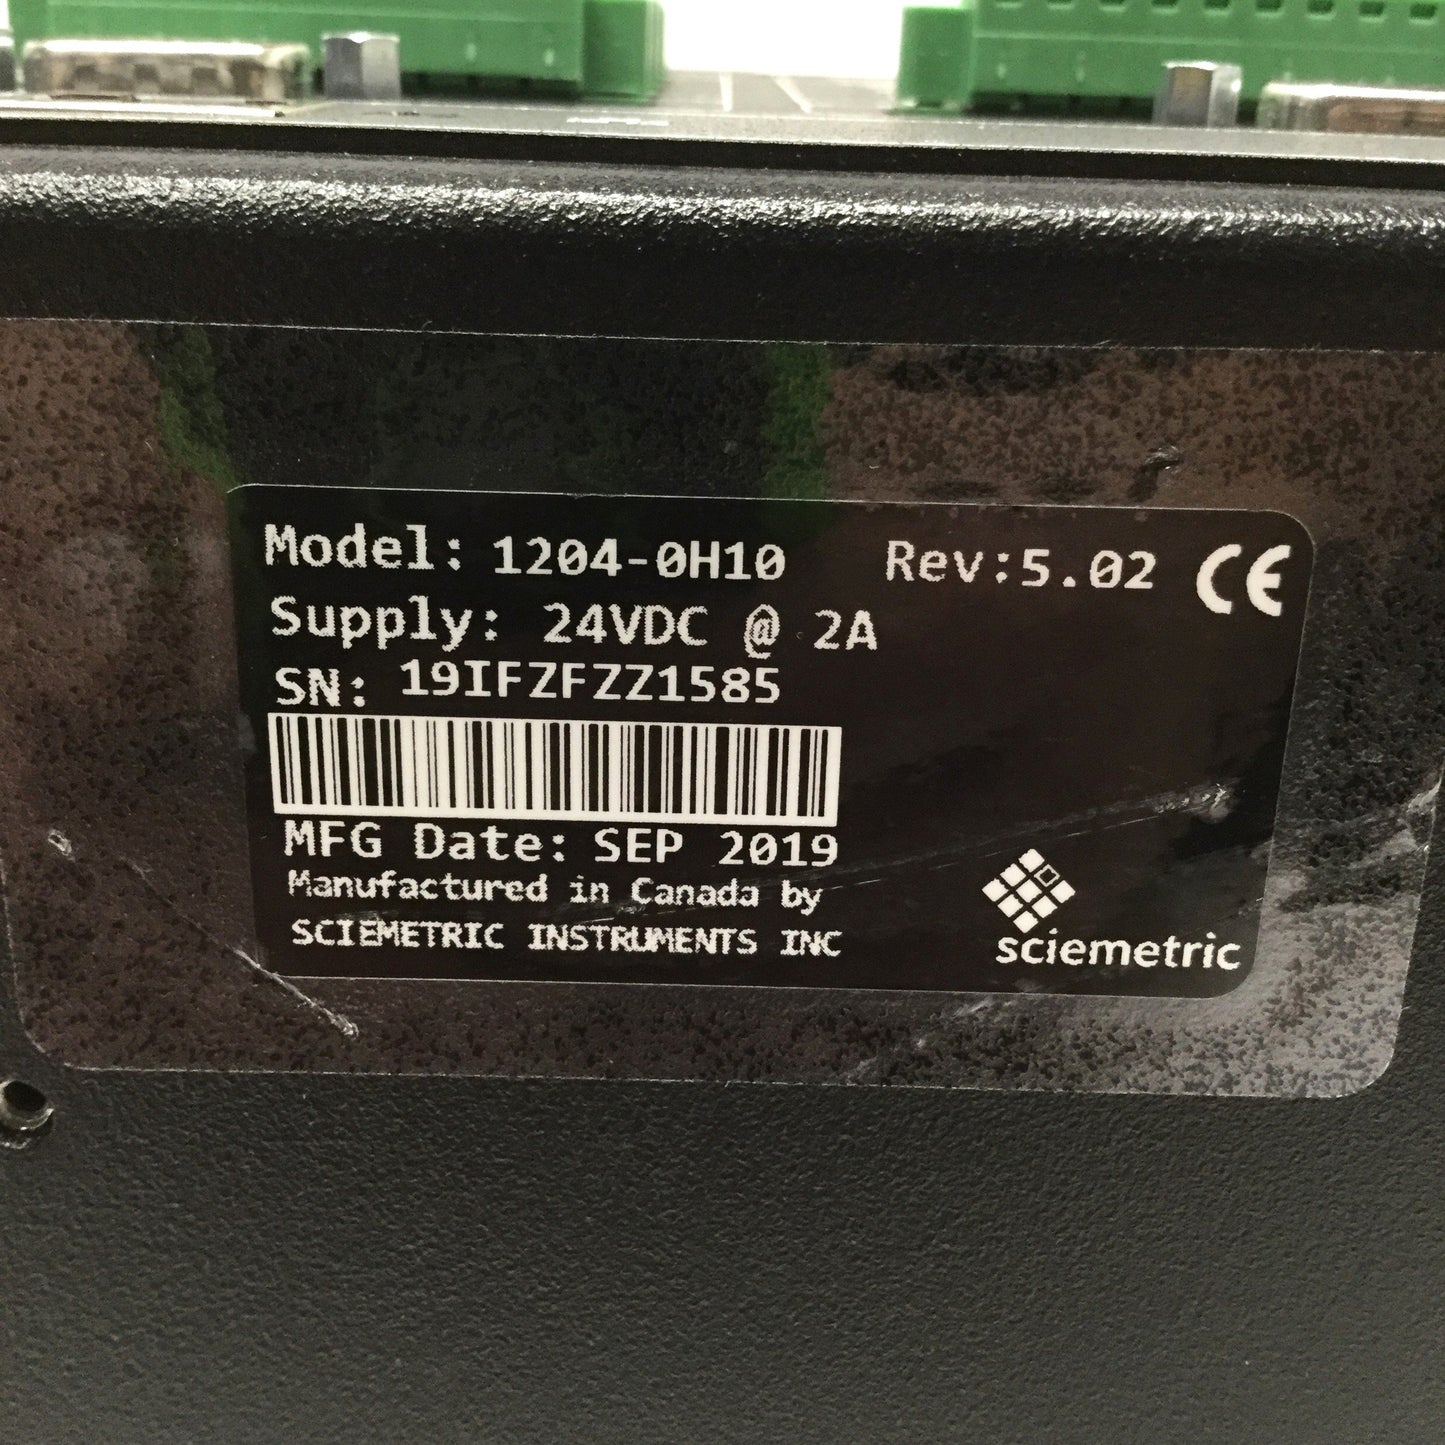 Model: 1204-0H10 Rev:5.02 CE
Supply: 24VDC @ 2A
SN: 19IFZFZZ1585
MFG Date: SEP 2019
Manufactured in Canada by
SCIEMETRIC INSTRUMENTS INC
sciemetric